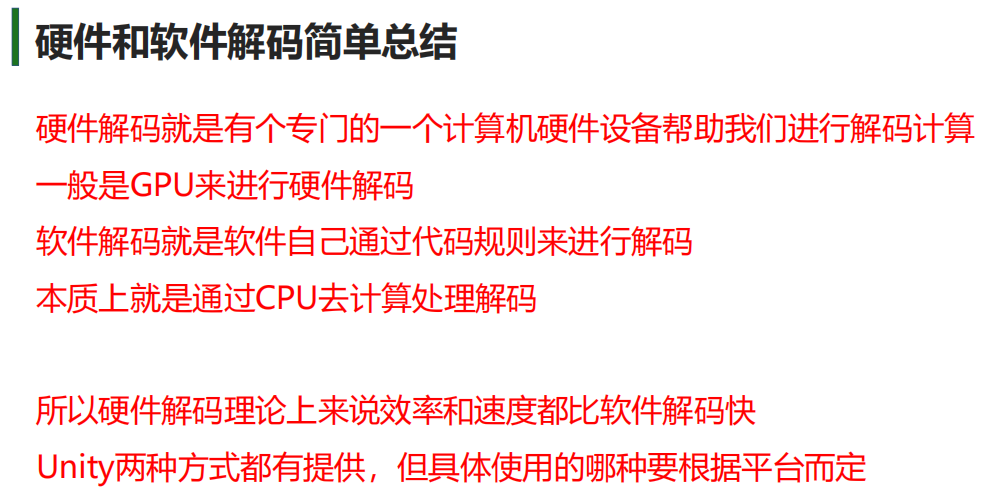 硬件和软件解码简单总结
硬件解码就是有个专门的一个计算机硬件设备帮助我们进行解码计算
一般是GPU来进行硬件解码
软件解码就是软件自己通过代码规则来进行解码
本质上就是通过CPU去计算处理解码
所以硬件解码理论上来说效率和速度都比软件解码快
Unity两种方式都有提供，但具体使用的哪种要根据平台而定